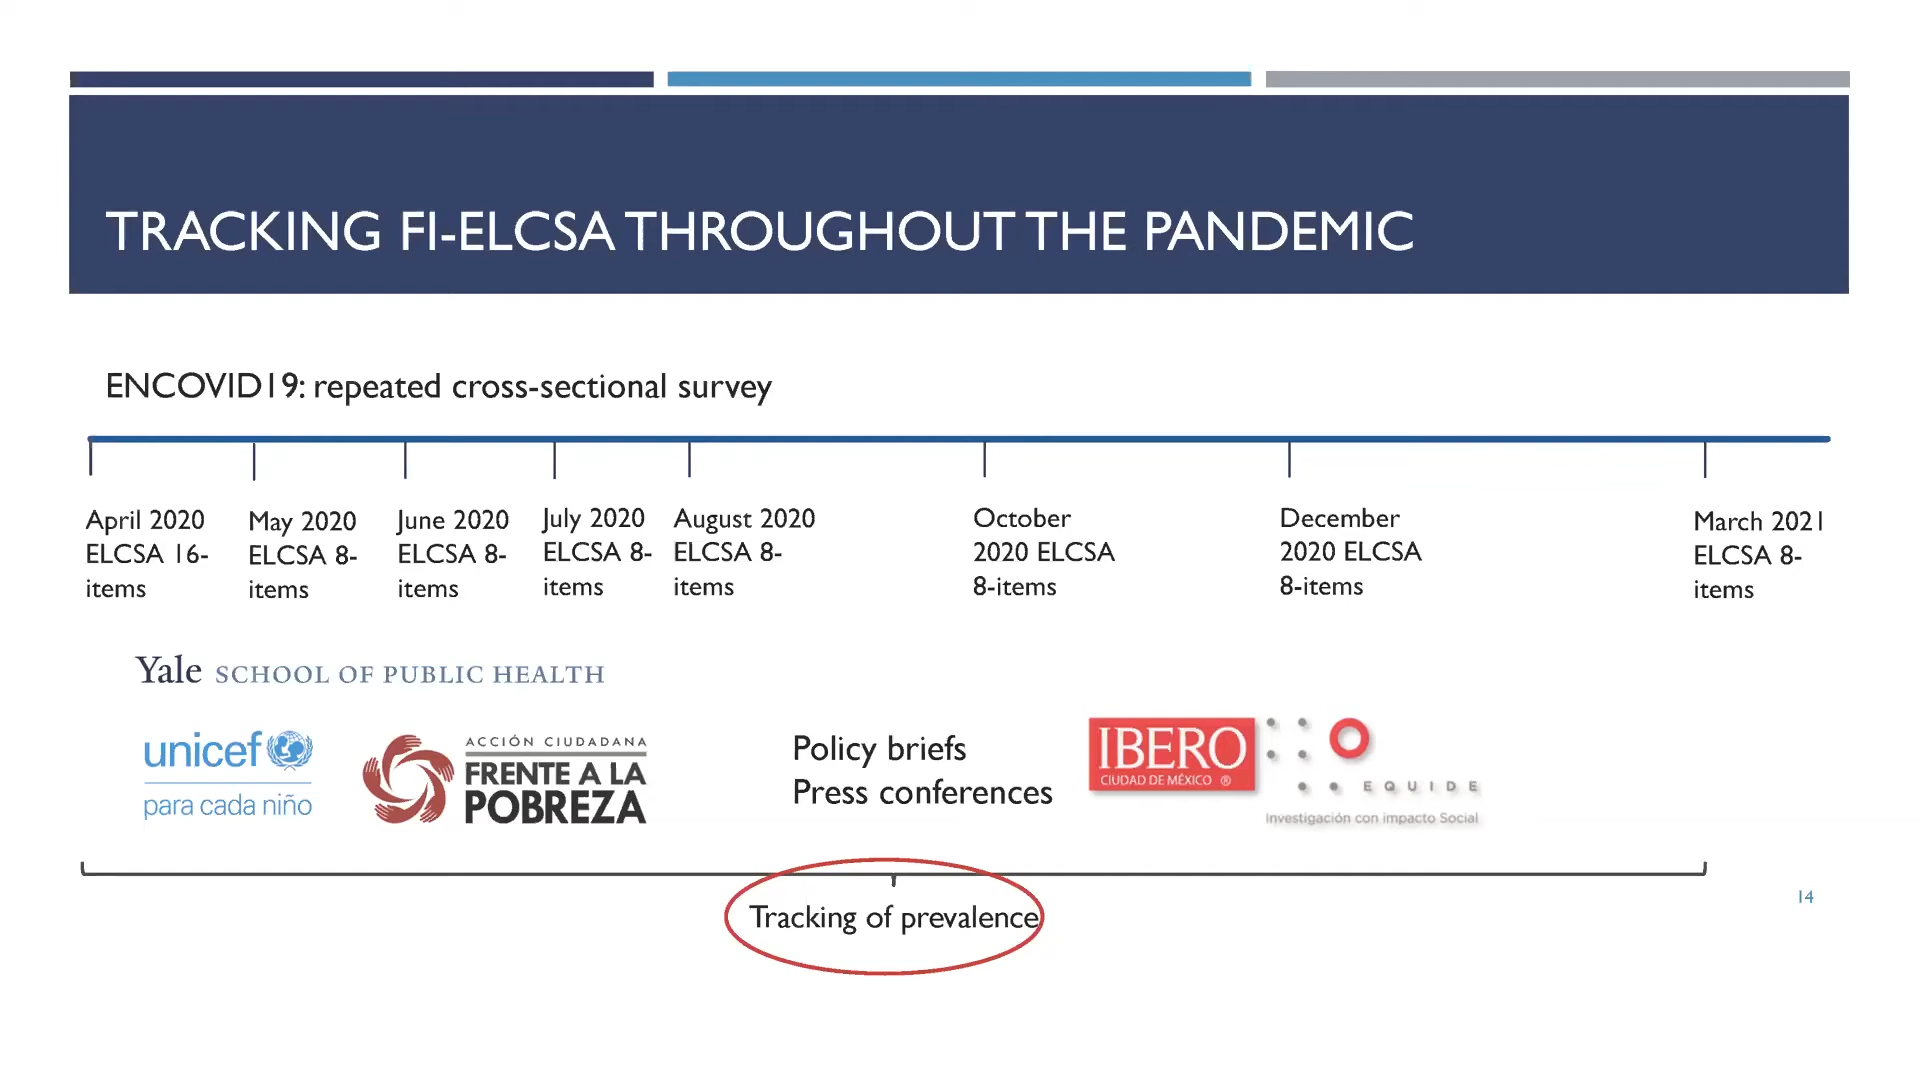 TRACKING FI-ELCSA THROUGHOUT THE PANDEMIC
ENCOVID19: repeated cross-sectional survey
April 2020
ELCSA 16-
items
May 2020
ELCSA 8-
items
June 2020
ELCSA 8-
items
July 2020
ELCSA 8-
items
August 2020
ELCSA 8-
items
October
2020 ELCSA
8-items
December
2020 ELCSA
8-items
March 2021
ELCSA 8-
items
Yale SCHOOL OF PUBLIC HEALTH
unicef
para cada niño
ACCIÓN CIUDADANA
FRENTE A LA
POBREZA
Policy briefs
Press conferences
IBERO
CIUDAD DE MÉXICO ®
EQUIDE
Investigación con impacto Social
Tracking of prevalence
14